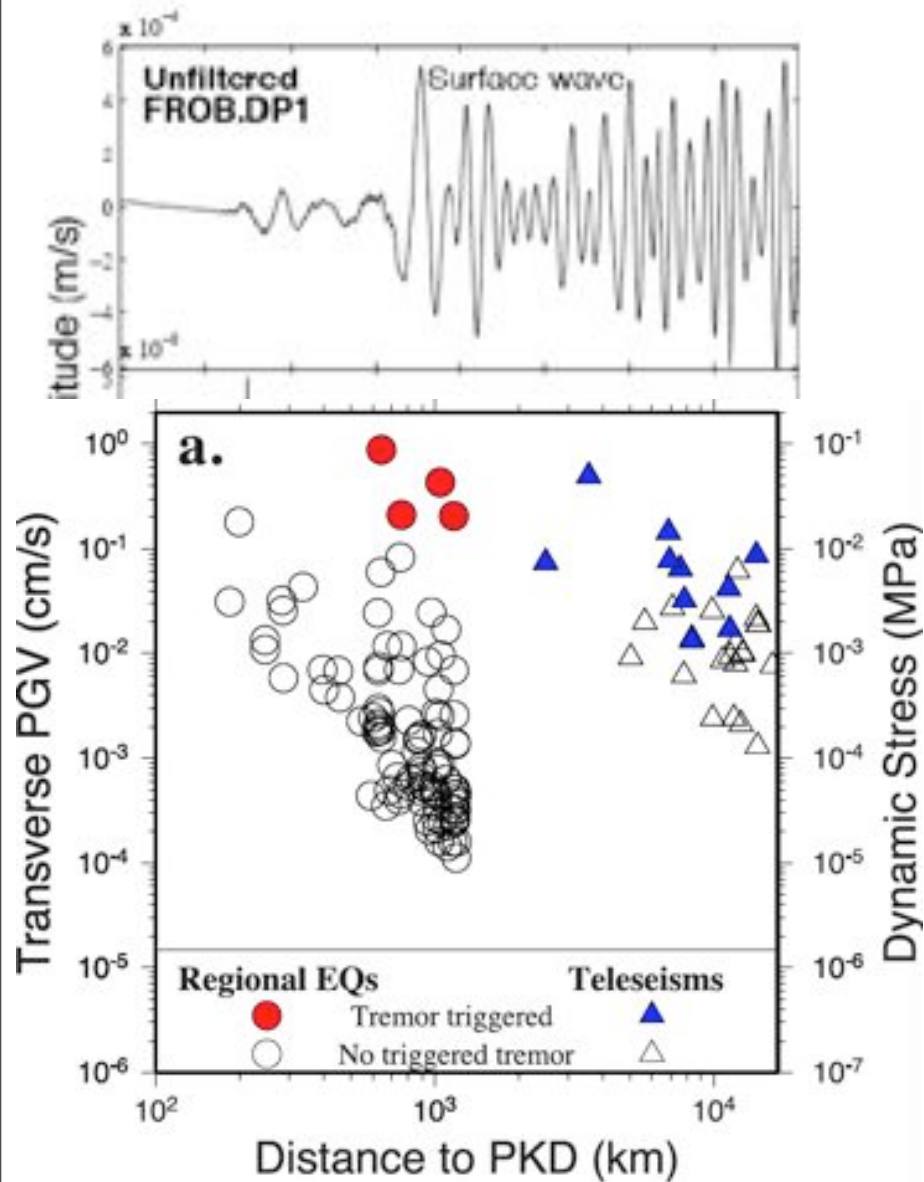 x 10⁻⁴
6
Unfiltered Surface wave
FROB.DP1
4
2
0
−2
−4
−6
itude (m/s)
a.
10⁰ 10⁻¹
10⁻¹ 10⁻²
10⁻² 10⁻³
10⁻³ 10⁻⁴
10⁻⁴ 10⁻⁵
10⁻⁵ 10⁻⁶
10⁻⁶ 10⁻⁷
Transverse PGV (cm/s)
Dynamic Stress (MPa)
Regional EQs Teleseisms
Tremor triggered
No triggered tremor
10² 10³ 10⁴
Distance to PKD (km)